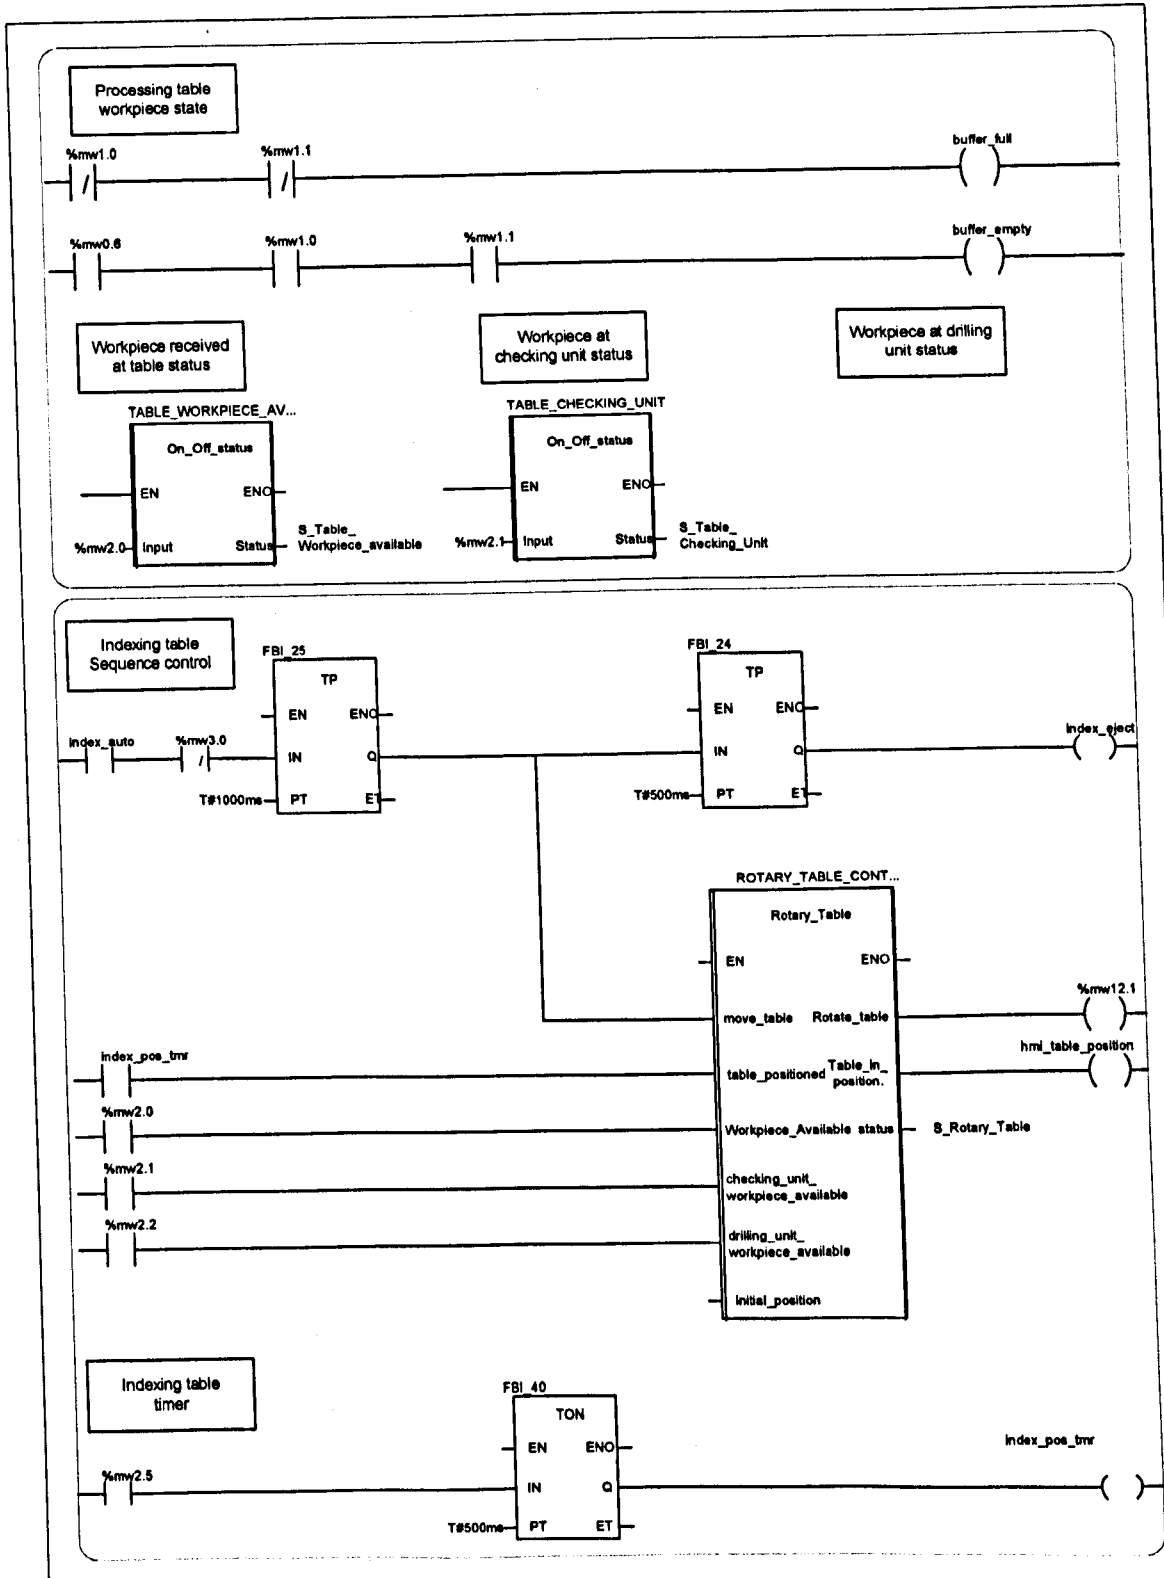 Processing table
workpiece state
%mw1.0
%mw1.1
buffer_full
%mw0.6
%mw1.0
%mw1.1
buffer_empty
Workpiece received
at table status
Workpiece at
checking unit status
Workpiece at drilling
unit status
TABLE_WORKPIECE_AV...
On_Off_status
EN ENO
%mw2.0 Input Status
S_Table_
Workpiece_available
TABLE_CHECKING_UNIT
On_Off_status
EN ENO
%mw2.1 Input Status
S_Table_
Checking_Unit
Indexing table
Sequence control
FBI_25
TP
EN ENO
index_auto
%mw3.0
IN Q
T#1000ms PT ET
FBI_24
TP
EN ENO
IN Q
index_eject
T#500ms PT ET
ROTARY_TABLE_CONT...
Rotary_Table
EN ENO
move_table Rotate_table
%mw12.1
index_pos_tmr
table_positioned Table_in_
position.
hmi_table_position
%mw2.0
Workpiece_Available status
S_Rotary_Table
%mw2.1
checking_unit_
workpiece_available
%mw2.2
drilling_unit_
workpiece_available
initial_position
Indexing table
timer
FBI_40
TON
EN ENO
%mw2.5
IN Q
index_pos_tmr
T#500ms PT ET